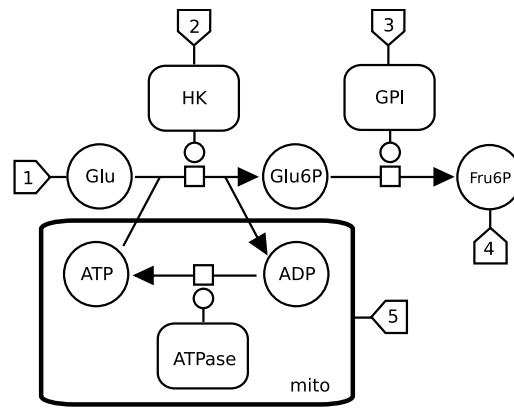 2
3
HK
GPI
1
Glu
Glu6P
Fru6P
4
ATP
ADP
5
ATPase
mito